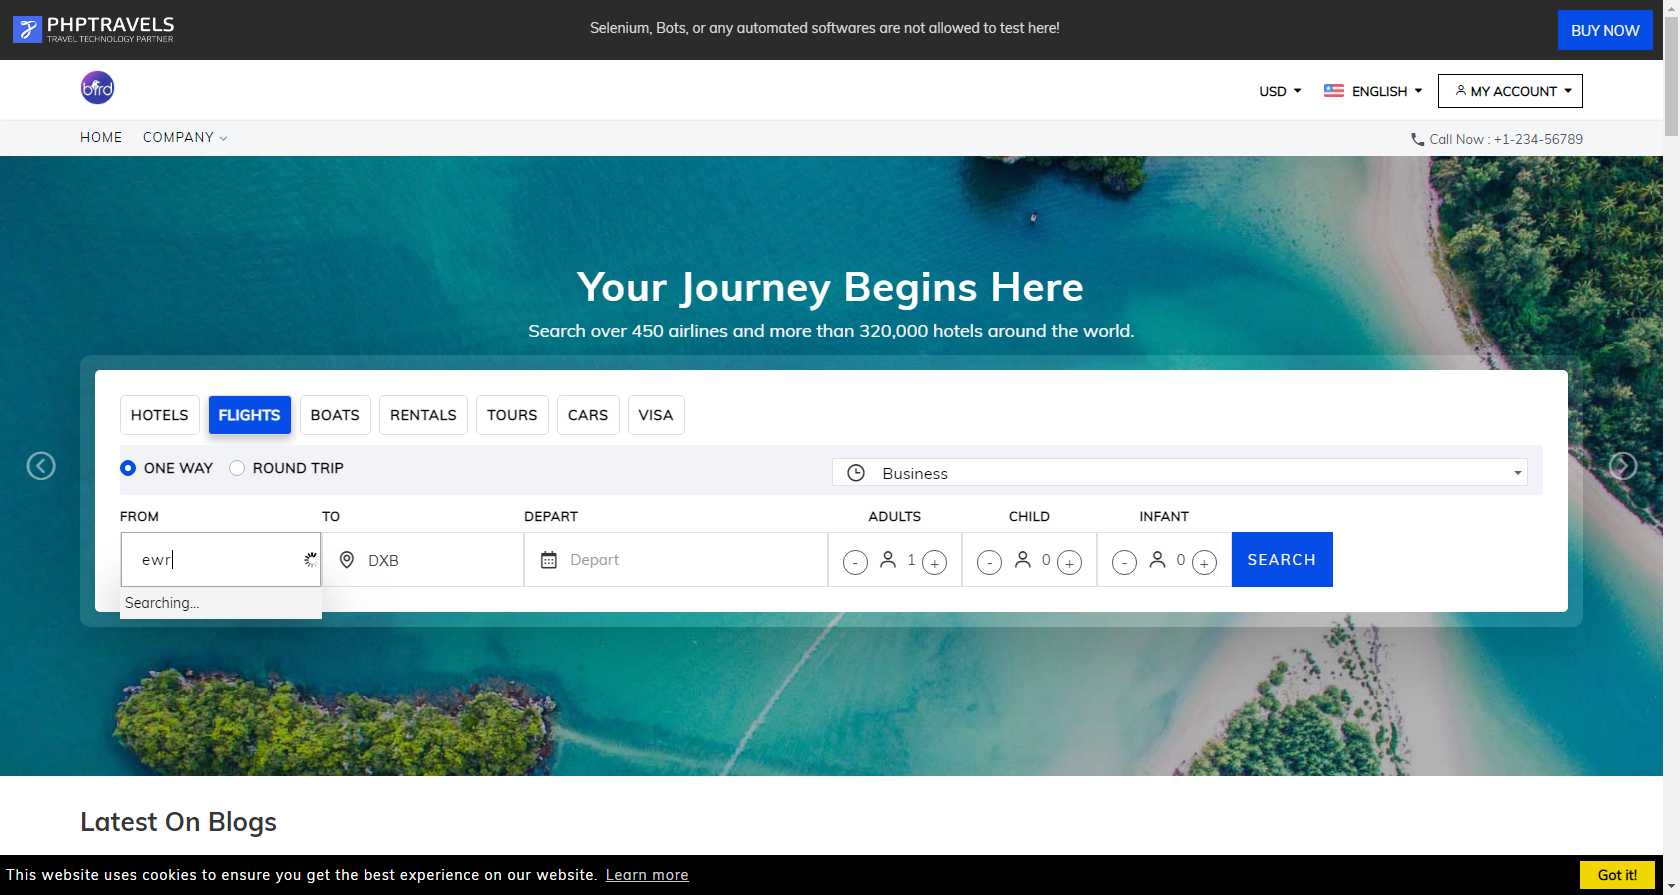 PHPTRAVELS
TRAVEL TECHNOLOGY PARTNER
Selenium, Bots, or any automated softwares are not allowed to test here!
BUY NOW
bird
USD
ENGLISH
MY ACCOUNT
HOME
COMPANY
Call Now : +1-234-56789
Your Journey Begins Here
Search over 450 airlines and more than 320,000 hotels around the world.
HOTELS
FLIGHTS
BOATS
RENTALS
TOURS
CARS
VISA
ONE WAY
ROUND TRIP
Business
FROM
TO
DEPART
ADULTS
CHILD
INFANT
ewr
DXB
Depart
- 1 +
- 0 +
- 0 +
SEARCH
Searching...
Latest On Blogs
This website uses cookies to ensure you get the best experience on our website. Learn more
Got it!